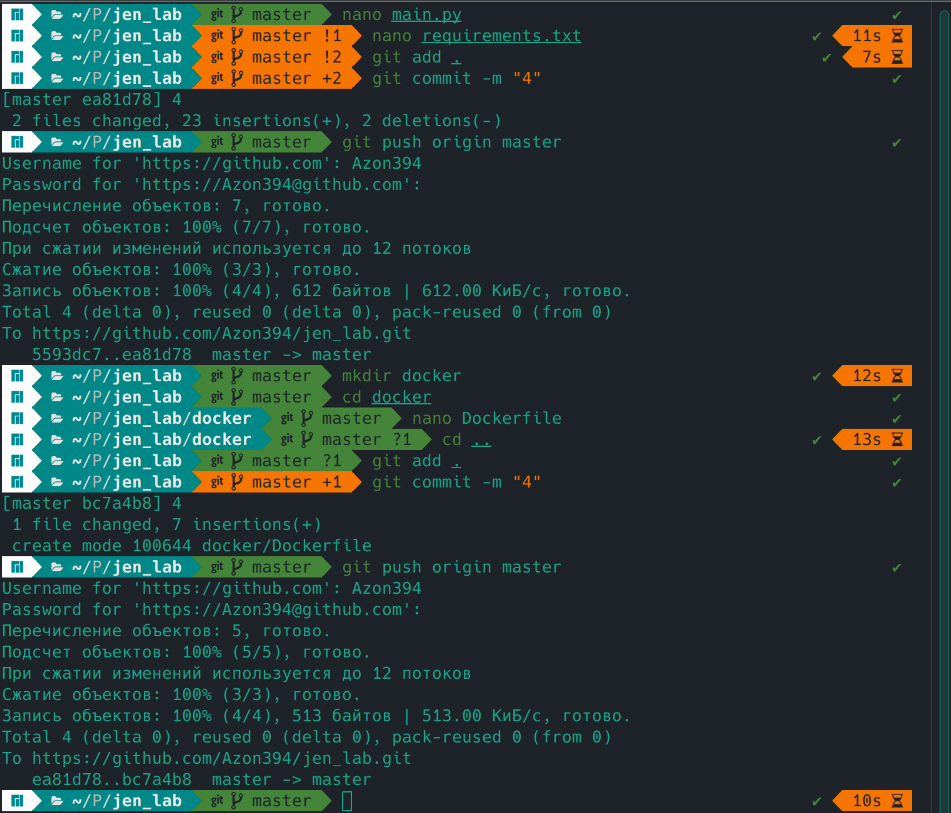 ~/P/jen_lab git master nano main.py ✔
~/P/jen_lab git master !1 nano requirements.txt ✔ 11s
~/P/jen_lab git master !2 git add . ✔ 7s
~/P/jen_lab git master +2 git commit -m "4" ✔
[master ea81d78] 4
2 files changed, 23 insertions(+), 2 deletions(-)
~/P/jen_lab git master git push origin master ✔
Username for 'https://github.com': Azon394
Password for 'https://Azon394@github.com':
Перечисление объектов: 7, готово.
Подсчет объектов: 100% (7/7), готово.
При сжатии изменений используется до 12 потоков
Сжатие объектов: 100% (3/3), готово.
Запись объектов: 100% (4/4), 612 байтов | 612.00 КиБ/с, готово.
Total 4 (delta 0), reused 0 (delta 0), pack-reused 0 (from 0)
To https://github.com/Azon394/jen_lab.git
5593dc7..ea81d78 master -> master
~/P/jen_lab git master mkdir docker ✔ 12s
~/P/jen_lab git master cd docker ✔
~/P/jen_lab/docker git master nano Dockerfile ✔
~/P/jen_lab/docker git master ?1 cd .. ✔ 13s
~/P/jen_lab git master ?1 git add . ✔
~/P/jen_lab git master +1 git commit -m "4" ✔
[master bc7a4b8] 4
1 file changed, 7 insertions(+)
create mode 100644 docker/Dockerfile
~/P/jen_lab git master git push origin master ✔
Username for 'https://github.com': Azon394
Password for 'https://Azon394@github.com':
Перечисление объектов: 5, готово.
Подсчет объектов: 100% (5/5), готово.
При сжатии изменений используется до 12 потоков
Сжатие объектов: 100% (3/3), готово.
Запись объектов: 100% (4/4), 513 байтов | 513.00 КиБ/с, готово.
Total 4 (delta 0), reused 0 (delta 0), pack-reused 0 (from 0)
To https://github.com/Azon394/jen_lab.git
ea81d78..bc7a4b8 master -> master
~/P/jen_lab git master ✔ 10s